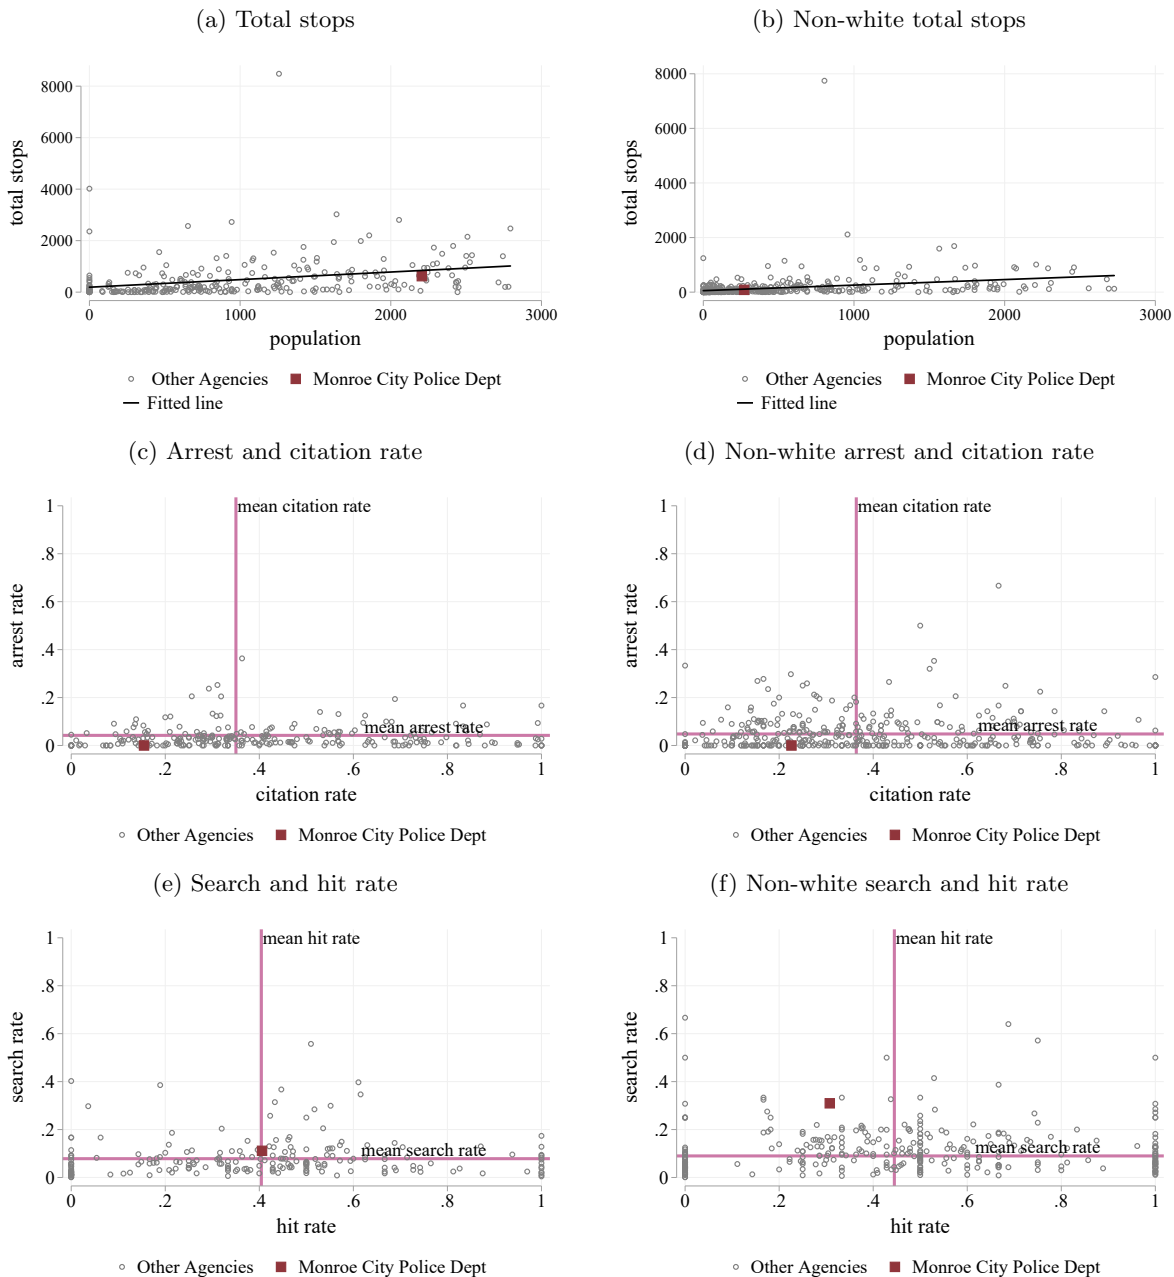 (a) Total stops
(b) Non-white total stops
8000
6000
4000
2000
0
total stops
0 1000 2000 3000
population
Other Agencies Monroe City Police Dept
Fitted line
8000
6000
4000
2000
0
total stops
0 1000 2000 3000
population
Other Agencies Monroe City Police Dept
Fitted line
(c) Arrest and citation rate
(d) Non-white arrest and citation rate
1
.8
.6
.4
.2
0
arrest rate
mean citation rate
mean arrest rate
0 .2 .4 .6 .8 1
citation rate
Other Agencies Monroe City Police Dept
1
.8
.6
.4
.2
0
arrest rate
mean citation rate
mean arrest rate
0 .2 .4 .6 .8 1
citation rate
Other Agencies Monroe City Police Dept
(e) Search and hit rate
(f) Non-white search and hit rate
1
.8
.6
.4
.2
0
search rate
mean hit rate
mean search rate
0 .2 .4 .6 .8 1
hit rate
Other Agencies Monroe City Police Dept
1
.8
.6
.4
.2
0
search rate
mean hit rate
mean search rate
0 .2 .4 .6 .8 1
hit rate
Other Agencies Monroe City Police Dept